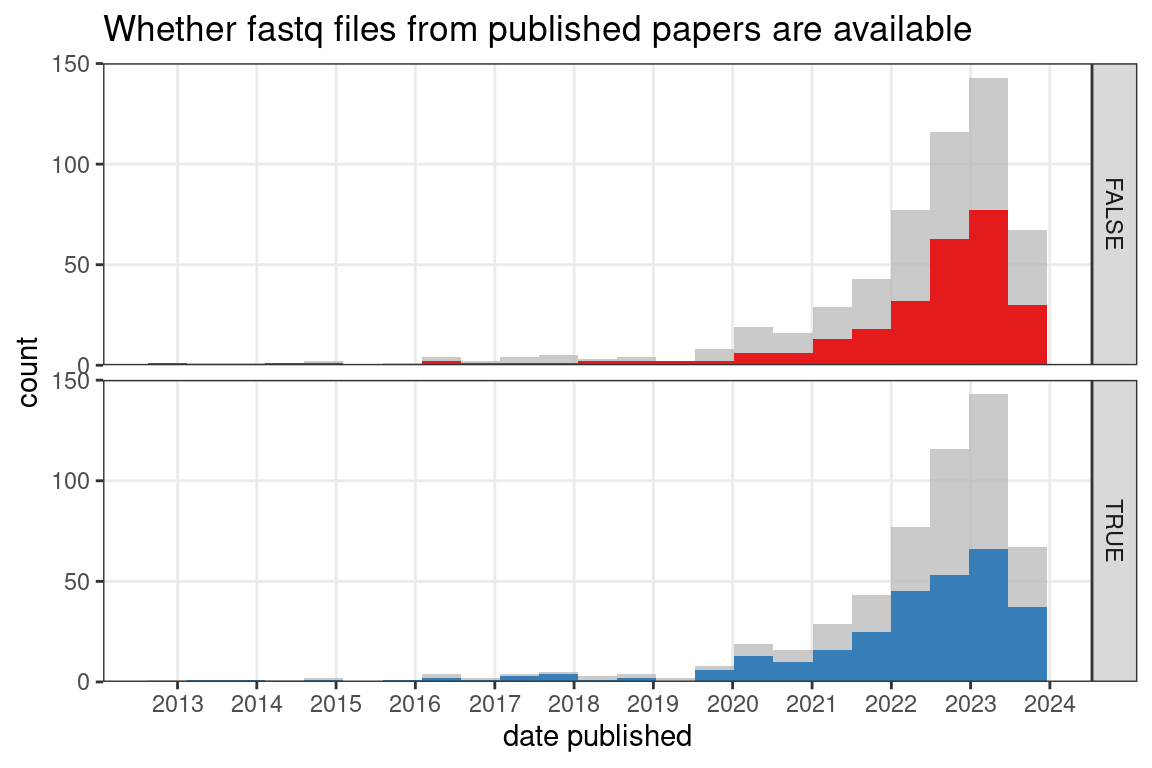 Whether fastq files from published papers are available
150
100
50
0
FALSE
150
100
50
0
TRUE
count
2013 2014 2015 2016 2017 2018 2019 2020 2021 2022 2023 2024
date published